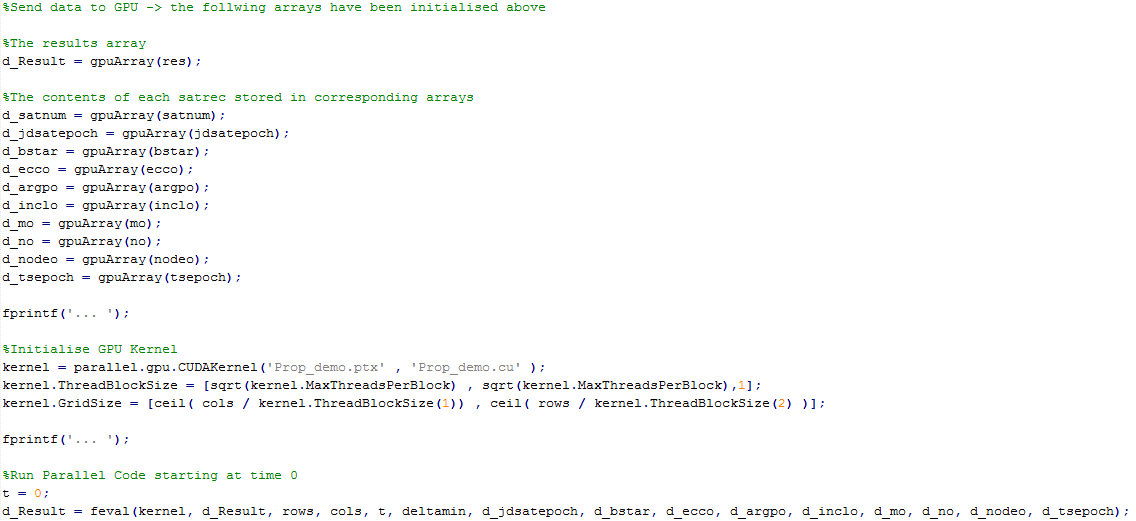 %Send data to GPU -> the follwing arrays have been initialised above
%The results array
d_Result = gpuArray(res);
%The contents of each satrec stored in corresponding arrays
d_satnum = gpuArray(satnum);
d_jdsatepoch = gpuArray(jdsatepoch);
d_bstar = gpuArray(bstar);
d_ecco = gpuArray(ecco);
d_argpo = gpuArray(argpo);
d_inclo = gpuArray(inclo);
d_mo = gpuArray(mo);
d_no = gpuArray(no);
d_nodeo = gpuArray(nodeo);
d_tsepoch = gpuArray(tsepoch);
fprintf('... ');
%Initialise GPU Kernel
kernel = parallel.gpu.CUDAKernel('Prop_demo.ptx' , 'Prop_demo.cu' );
kernel.ThreadBlockSize = [sqrt(kernel.MaxThreadsPerBlock) , sqrt(kernel.MaxThreadsPerBlock),1];
kernel.GridSize = [ceil( cols / kernel.ThreadBlockSize(1)) , ceil( rows / kernel.ThreadBlockSize(2) )];
fprintf('... ');
%Run Parallel Code starting at time 0
t = 0;
d_Result = feval(kernel, d_Result, rows, cols, t, deltamin, d_jdsatepoch, d_bstar, d_ecco, d_argpo, d_inclo, d_mo, d_no, d_nodeo, d_tsepoch);